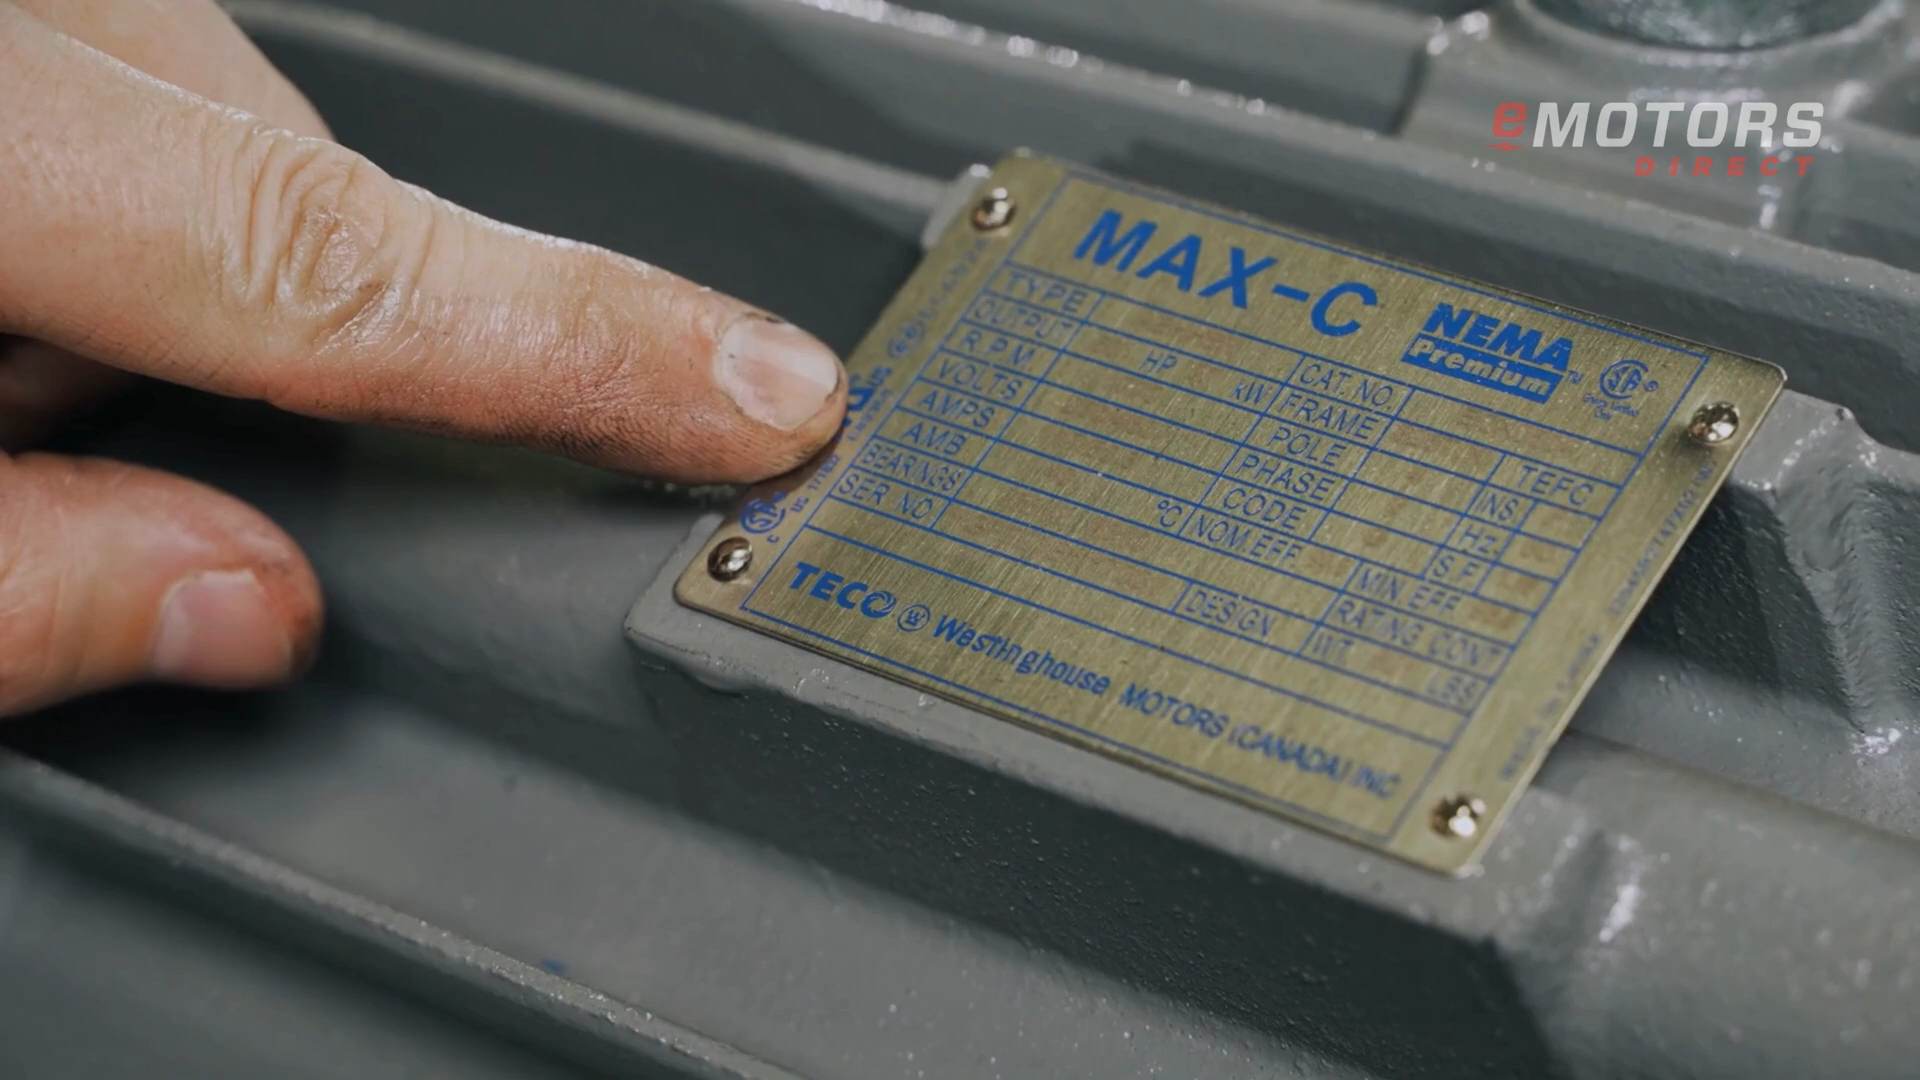 eMOTORS
DIRECT
MAX-C
NEMA
Premium
TM
TYPE
OUTPUT HP kW CAT. NO.
R.P.M. FRAME
VOLTS POLE TEFC
AMPS PHASE INS
AMB °C CODE Hz.
BEARINGS NOM.EFF. S.F.
SER NO MIN.EFF.
DESIGN RATING CONT
WT. LBS
TECO Westinghouse MOTORS (CANADA) INC